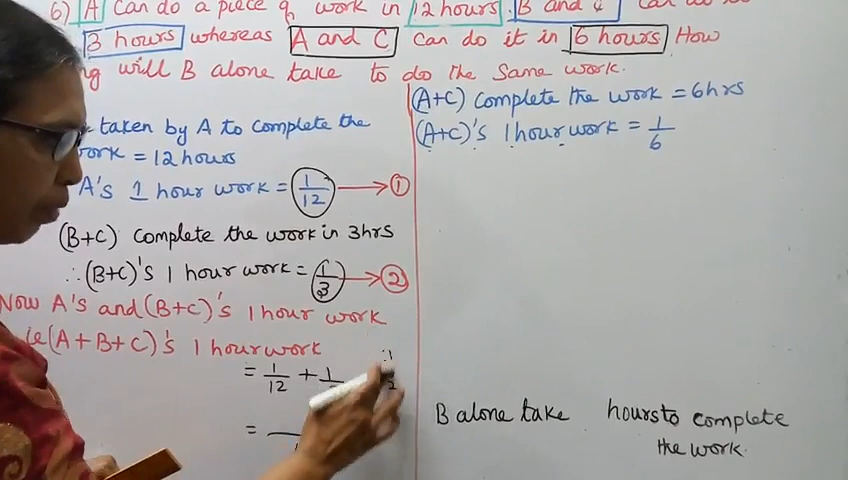 6) A can do a piece of work in 12 hours. B and C can do it
3 hours whereas A and C can do it in 6 hours How
will B alone take to do the same work.
taken by A to complete the
= 12 hours
A's 1 hour work = 1/12 → ①
(B+C) complete the work in 3hrs
∴ (B+C)'s 1 hour work = 1/3 → ②
Now A's and (B+C)'s 1 hour work
ie (A+B+C)'s 1 hour work
= 1/12 + 1
=
(A+C) complete the work = 6hrs
(A+C)'s 1 hour work = 1/6
B alone take hours to complete
the work.